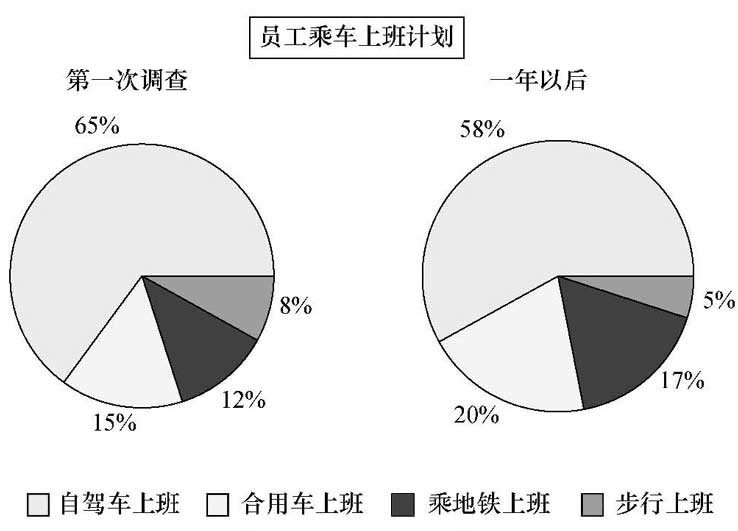 员工乘车上班计划
第一次调查
一年以后
65%
58%
8%
5%
12%
17%
15%
20%
自驾车上班 合用车上班 乘地铁上班 步行上班